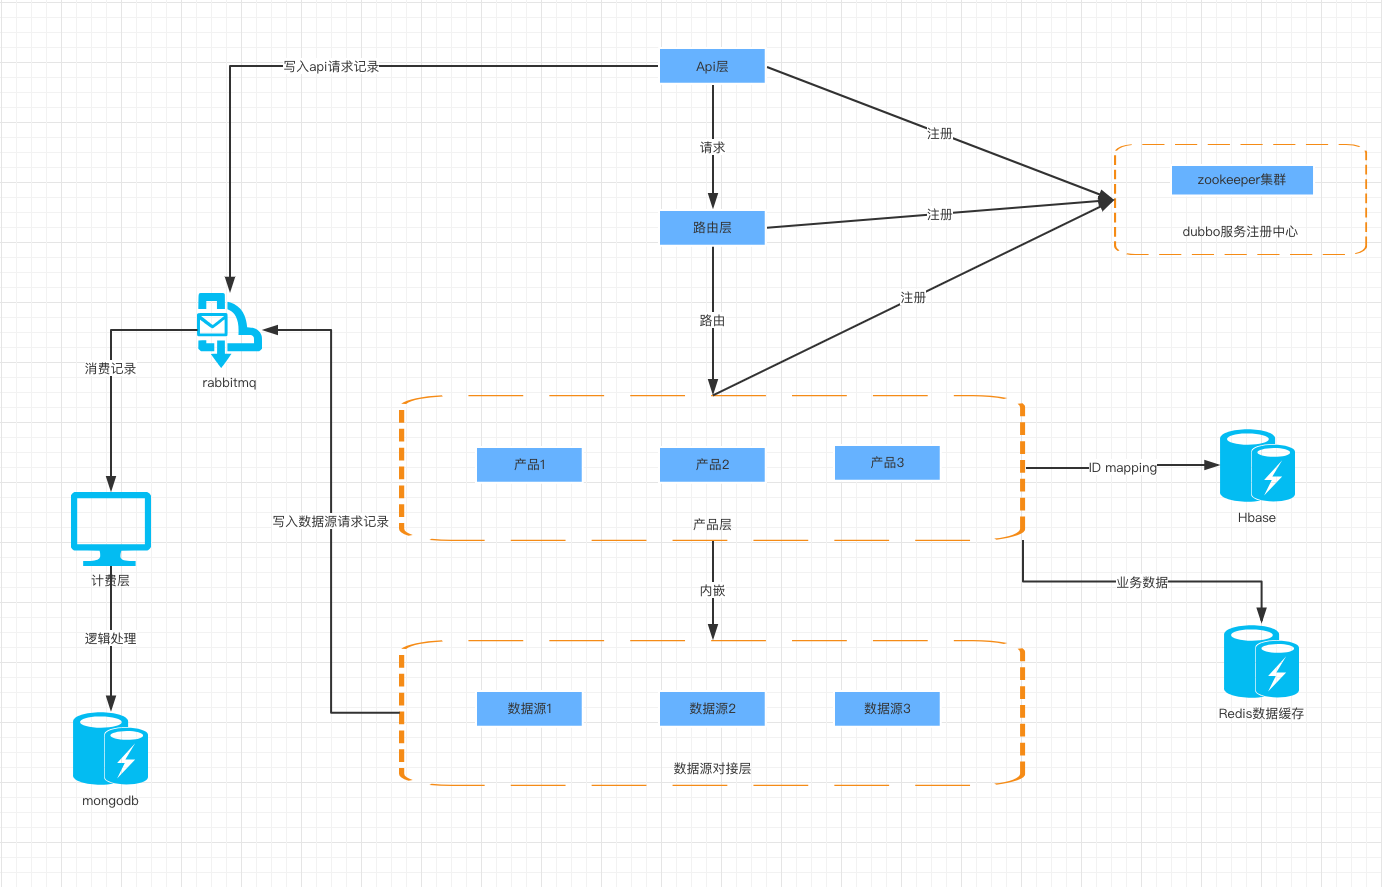 Api层
写入api请求记录
注册
请求
zookeeper集群
路由层
注册
dubbo服务注册中心
注册
路由
消费记录
rabbitmq
产品1
产品2
产品3
ID mapping
Hbase
写入数据源请求记录
产品层
计费层
业务数据
内嵌
逻辑处理
数据源1
数据源2
数据源3
Redis数据缓存
数据源对接层
mongodb